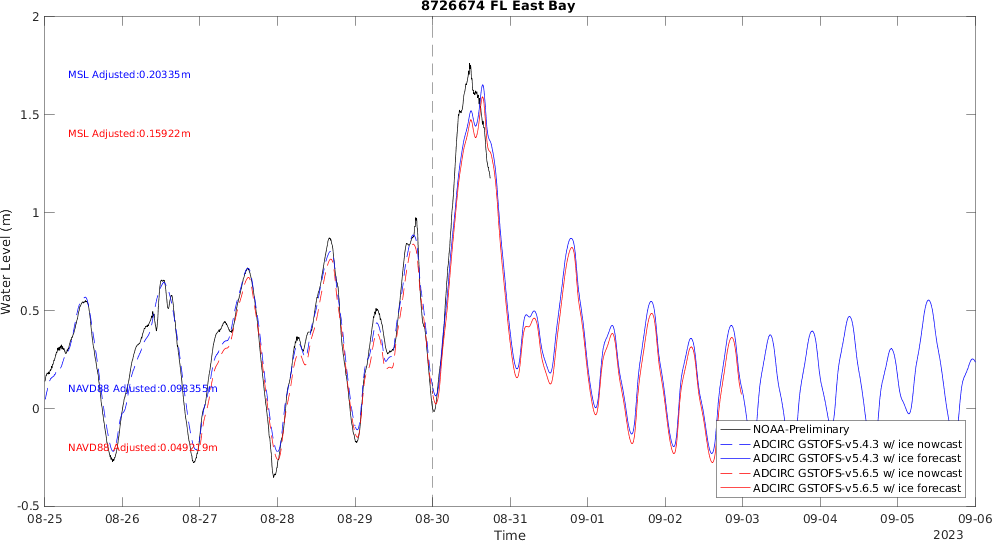 8726674 FL East Bay
2
1.5
1
0.5
0
-0.5
Water Level (m)
MSL Adjusted:0.20335m
MSL Adjusted:0.15922m
NAVD88 Adjusted:0.093355m
NAVD88 Adjusted:0.049219m
NOAA-Preliminary
ADCIRC GSTOFS-v5.4.3 w/ ice nowcast
ADCIRC GSTOFS-v5.4.3 w/ ice forecast
ADCIRC GSTOFS-v5.6.5 w/ ice nowcast
ADCIRC GSTOFS-v5.6.5 w/ ice forecast
08-25 08-26 08-27 08-28 08-29 08-30 08-31 09-01 09-02 09-03 09-04 09-05 09-06
Time
2023